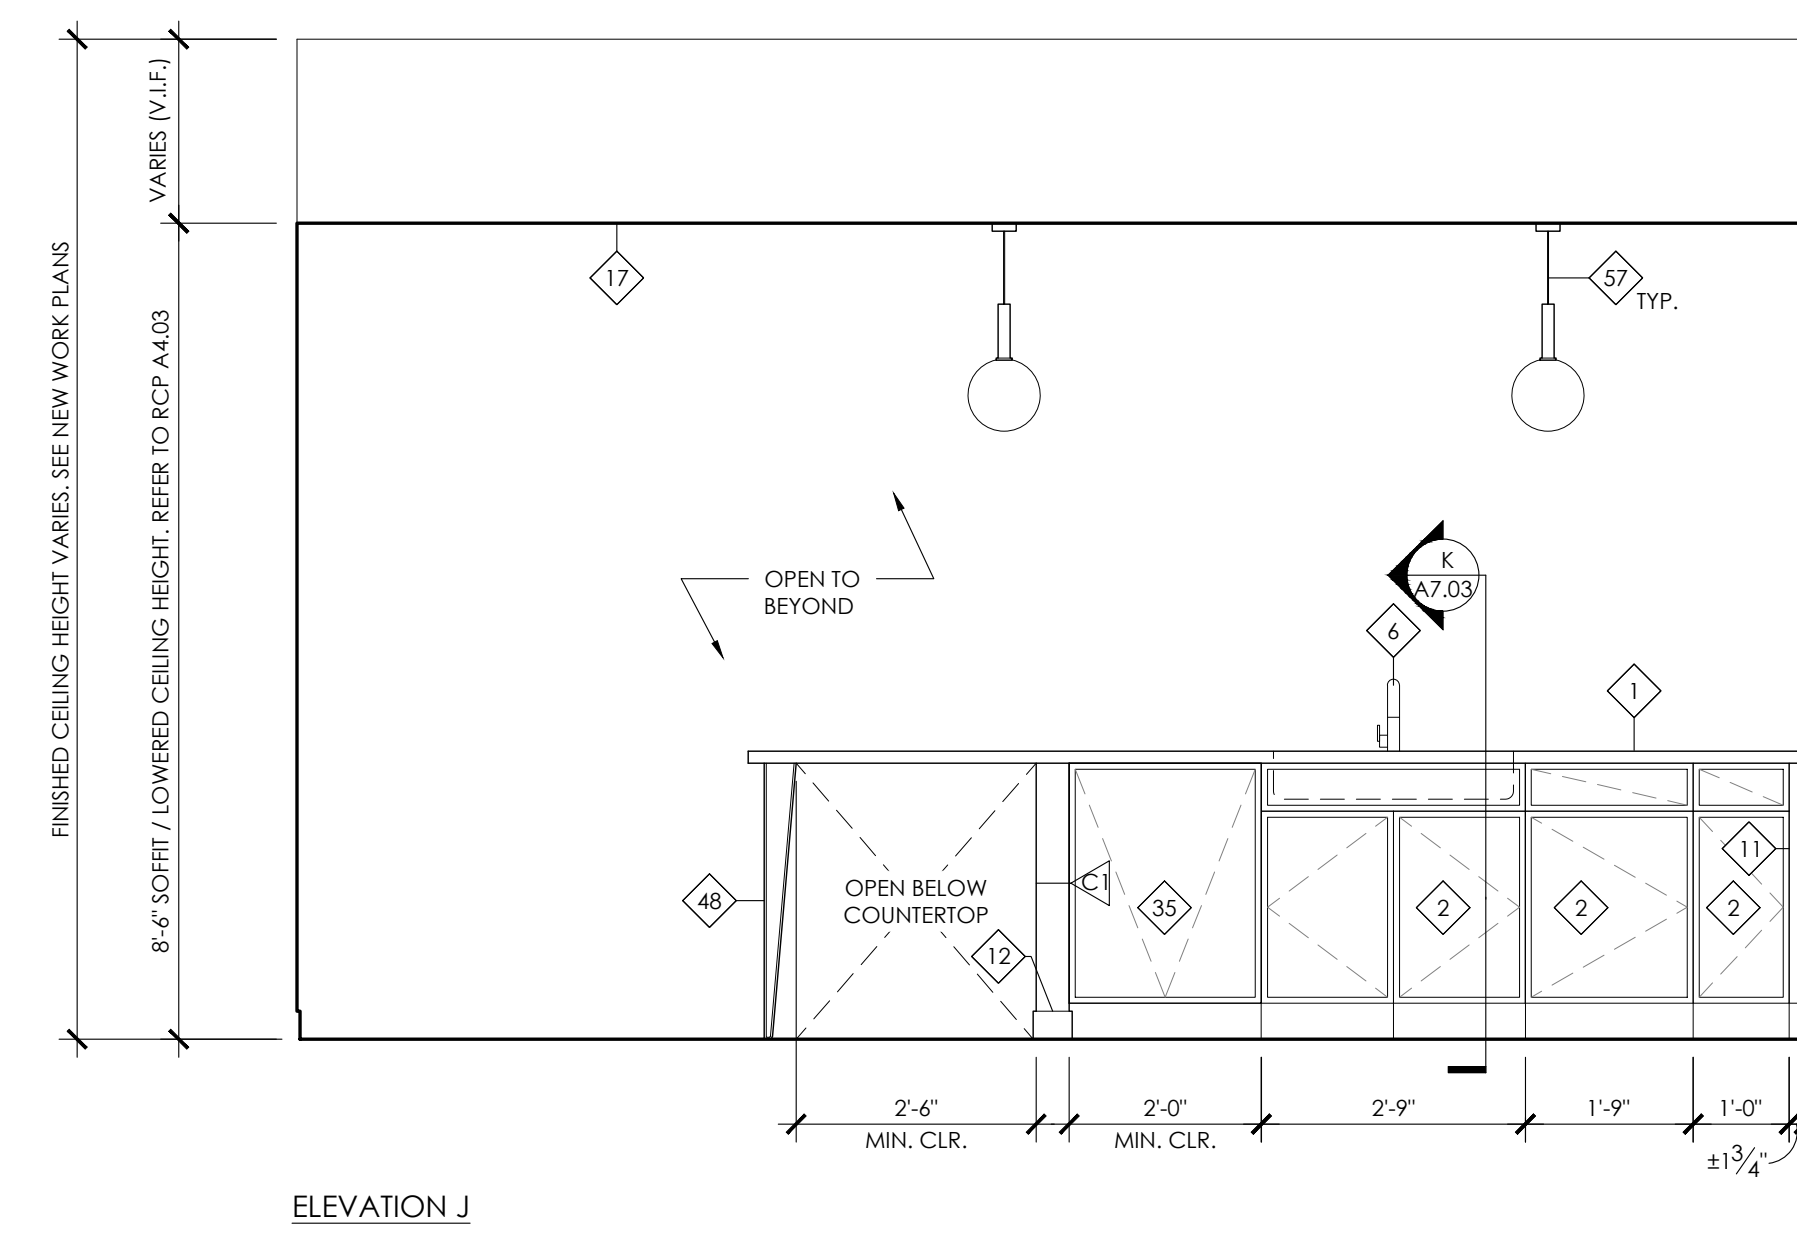 FINISHED CEILING HEIGHT VARIES. SEE NEW WORK PLANS
VARIES (V.I.F.)
8'-6" SOFFIT / LOWERED CEILING HEIGHT. REFER TO RCP A4.03
17
57
TYP.
OPEN TO
BEYOND
K
A7.03
6
1
48
OPEN BELOW
COUNTERTOP
12
C1
35
2
2
11
2
2'-6"
MIN. CLR.
2'-0"
MIN. CLR.
2'-9"
1'-9"
1'-0"
±1 3/4"
ELEVATION J